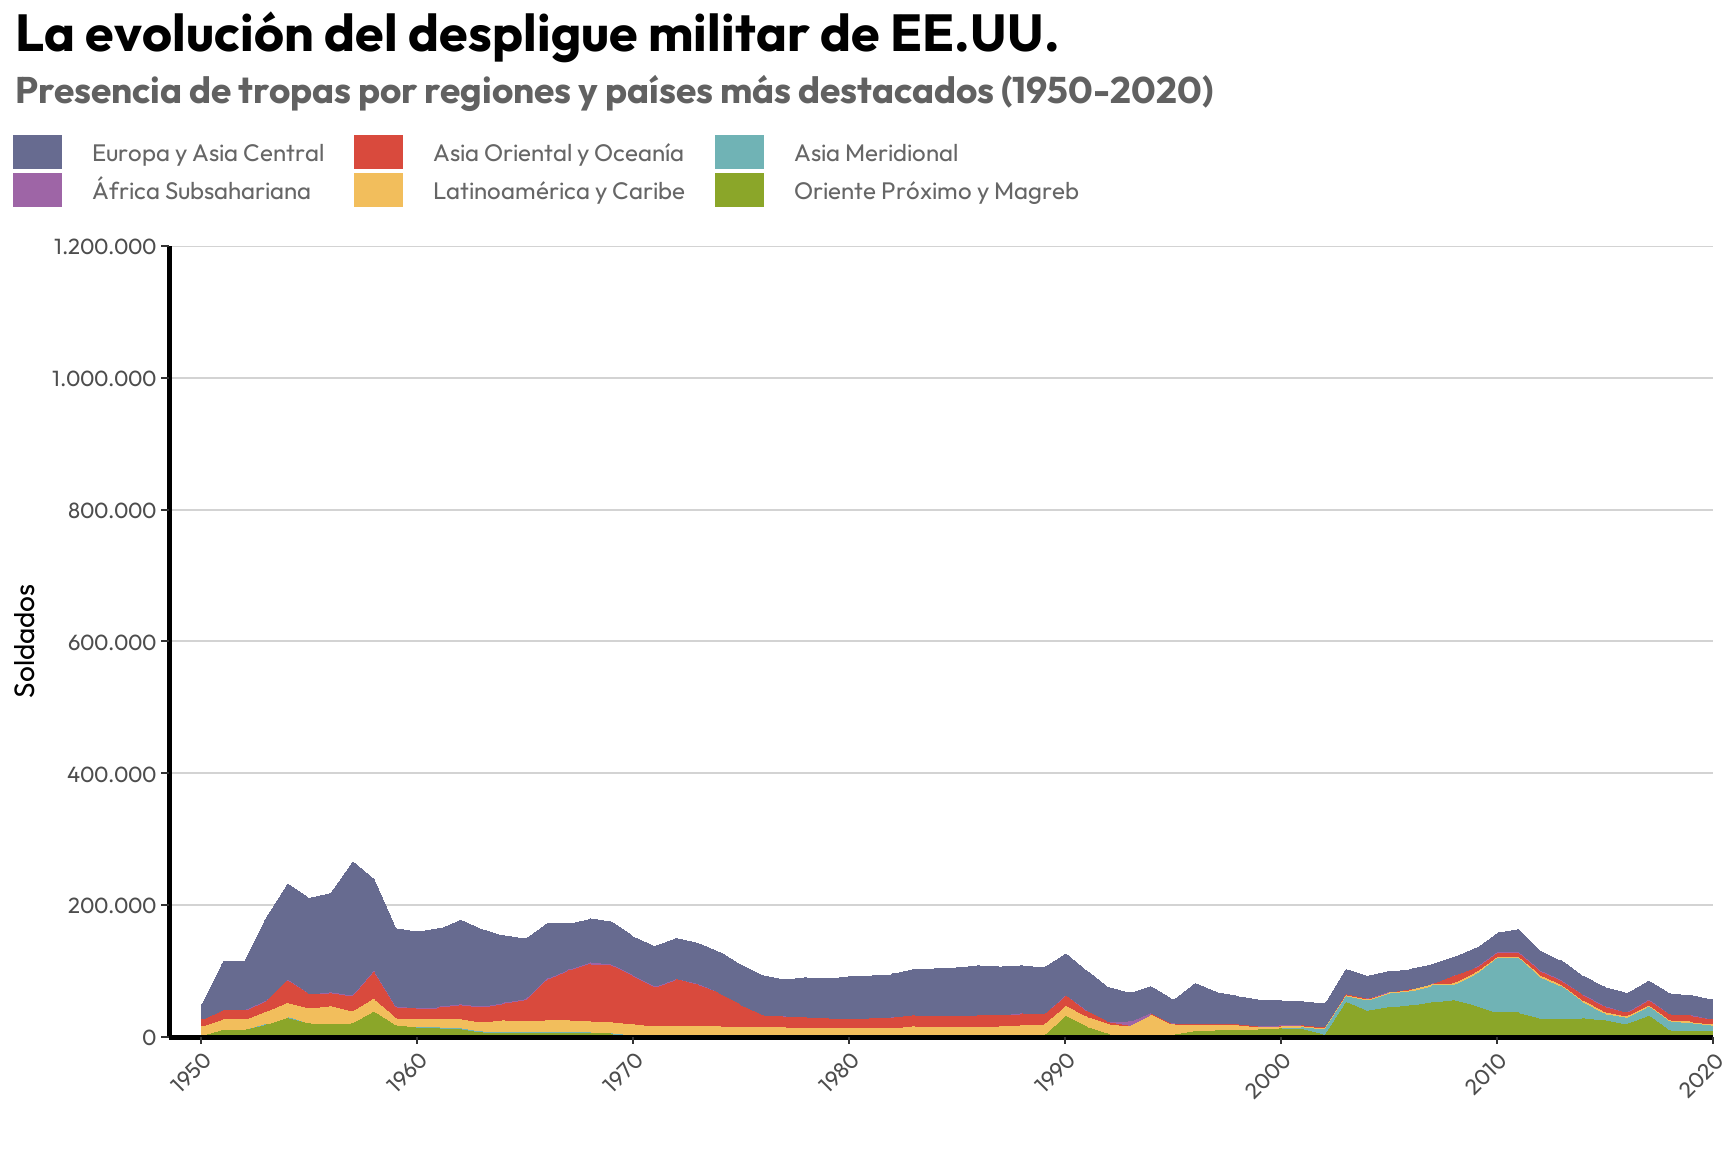 La evolución del despligue militar de EE.UU.
Presencia de tropas por regiones y países más destacados (1950-2020)
Europa y Asia Central
Asia Oriental y Oceanía
Asia Meridional
África Subsahariana
Latinoamérica y Caribe
Oriente Próximo y Magreb
Soldados
1.200.000
1.000.000
800.000
600.000
400.000
200.000
0
1950
1960
1970
1980
1990
2000
2010
2020